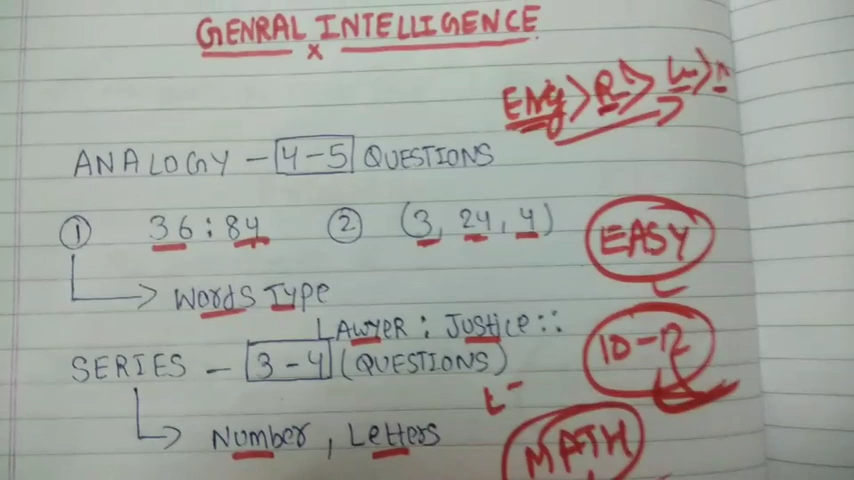 GENRAL INTELLIGENCE
x
ENG > R > > 
ANALOGY - 4-5 QUESTIONS
① 36 : 84 ② (3, 24, 4)
EASY
WORDS TYPE
LAWYER : JUSTICE ::
10-12
SERIES - 3-4 (QUESTIONS)
Number, Letters
MATH